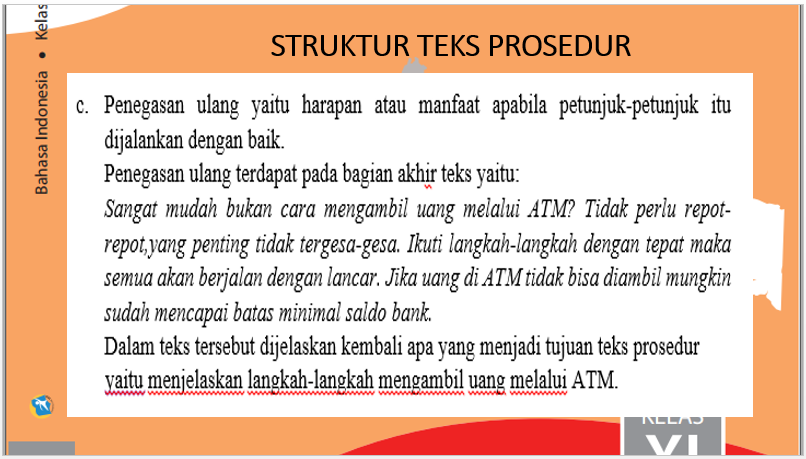 STRUKTUR TEKS PROSEDUR
Bahasa Indonesia • Kelas
c. Penegasan ulang yaitu harapan atau manfaat apabila petunjuk-petunjuk itu
dijalankan dengan baik.
Penegasan ulang terdapat pada bagian akhir teks yaitu:
Sangat mudah bukan cara mengambil uang melalui ATM? Tidak perlu repot-
repot,yang penting tidak tergesa-gesa. Ikuti langkah-langkah dengan tepat maka
semua akan berjalan dengan lancar. Jika uang di ATM tidak bisa diambil mungkin
sudah mencapai batas minimal saldo bank.
Dalam teks tersebut dijelaskan kembali apa yang menjadi tujuan teks prosedur
yaitu menjelaskan langkah-langkah mengambil uang melalui ATM.
KELAS
XI